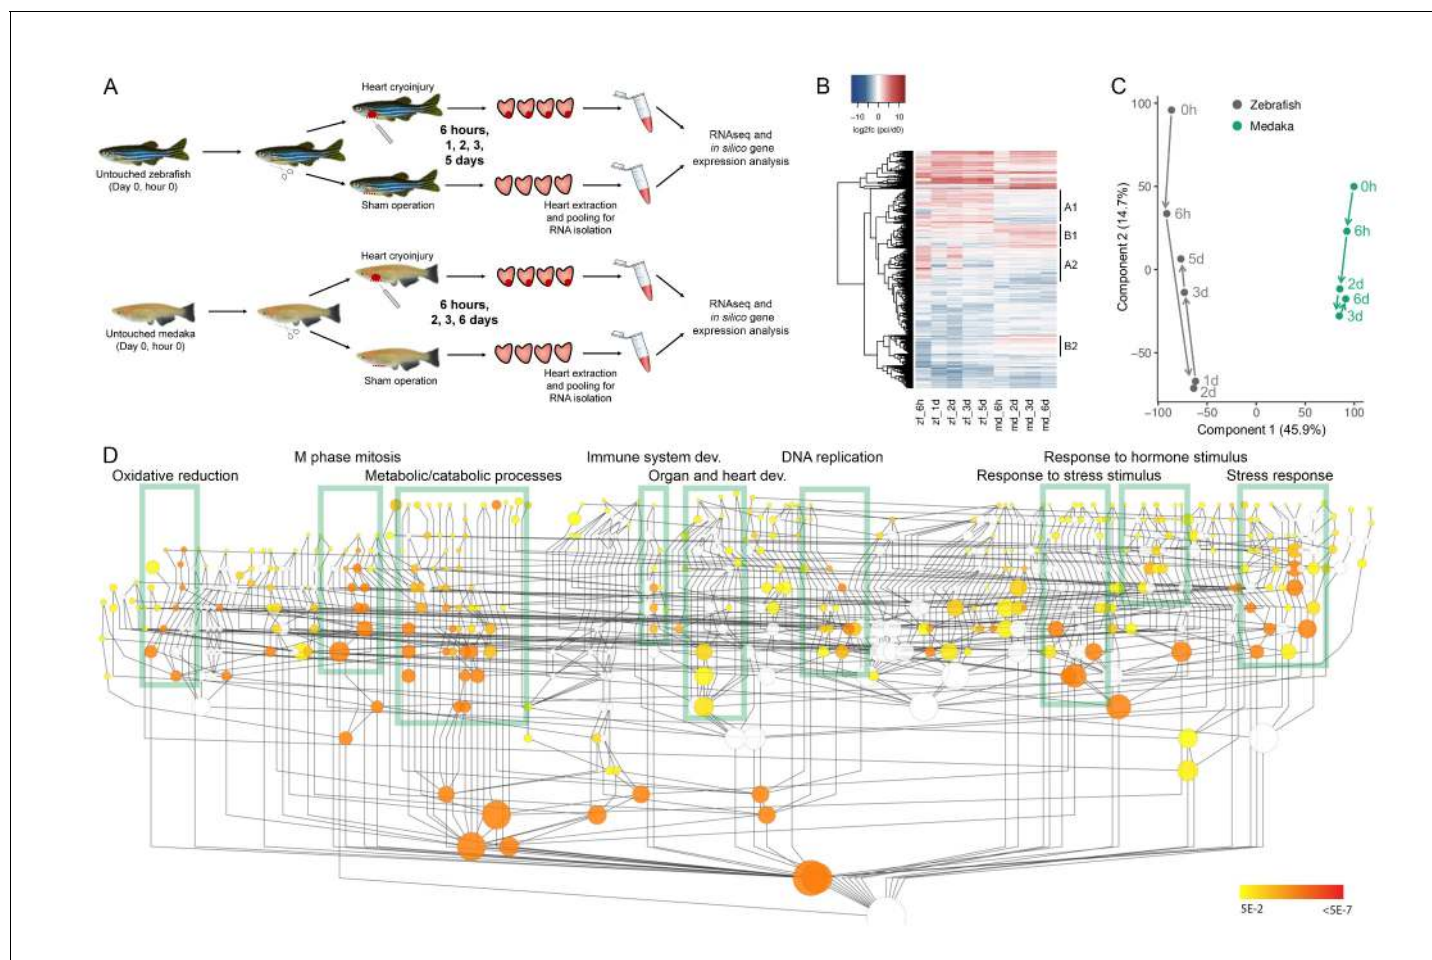 A
Heart cryoinjury
6 hours,
1, 2, 3,
5 days
Untouched zebrafish
(Day 0, hour 0)
Sham operation
Heart extraction
and pooling for
RNA isolation
RNAseq and
in silico gene
expression analysis
Heart cryoinjury
6 hours,
2, 3, 6 days
Untouched medaka
(Day 0, hour 0)
Sham operation
Heart extraction
and pooling for
RNA isolation
RNAseq and
in silico gene
expression analysis
B
−10 0 10
log2fc (pci/d0)
A1
B1
A2
B2
zf_6h
zf_1d
zf_2d
zf_3d
zf_5d
md_6h
md_2d
md_3d
md_6d
C
Zebrafish
Medaka
Component 2 (14.7%)
100
50
0
−50
−100 −50 0 50 100
Component 1 (45.9%)
0h
6h
5d
3d
1d
2d
0h
6h
2d
6d
3d
D
M phase mitosis
Immune system dev.
DNA replication
Response to hormone stimulus
Oxidative reduction
Metabolic/catabolic processes
Organ and heart dev.
Response to stress stimulus
Stress response
5E-2 <5E-7